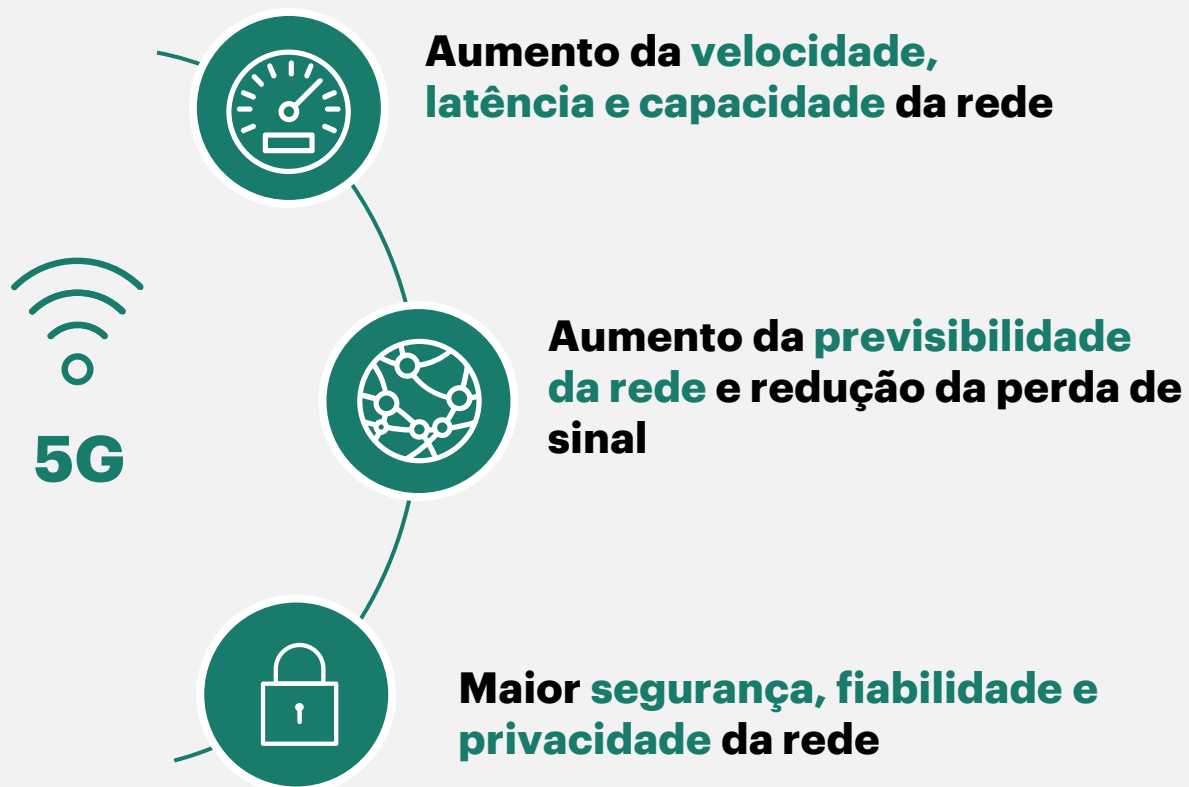 Aumento da velocidade,
latência e capacidade da rede
Aumento da previsibilidade
da rede e redução da perda de
sinal
5G
Maior segurança, fiabilidade e
privacidade da rede